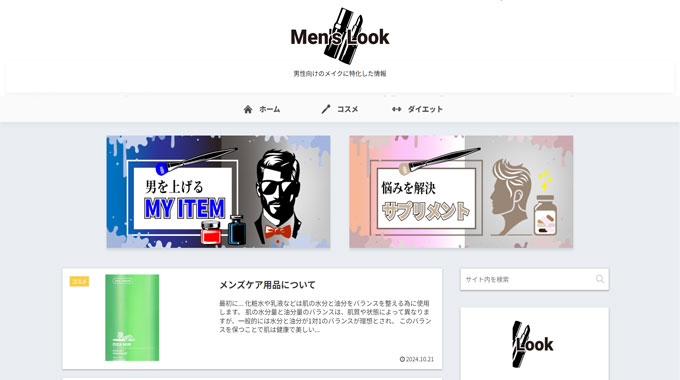 Men's Look
男性向けのメイクに特化した情報
ホーム
コスメ
ダイエット
男を上げる
MY ITEM
悩みを解決
サプリメント
コスメ
メンズケア用品について
最初に... 化粧水や乳液などは肌の水分と油分をバランスを整える為に使用
します。 肌の水分量と油分量のバランスは、肌質や状態によって異なりま
すが、一般的には水分と油分が1対1のバランスが理想とされ、 このバラン
スを保つことで肌は健康で美しい...
2024.10.21
サイト内を検索
Look